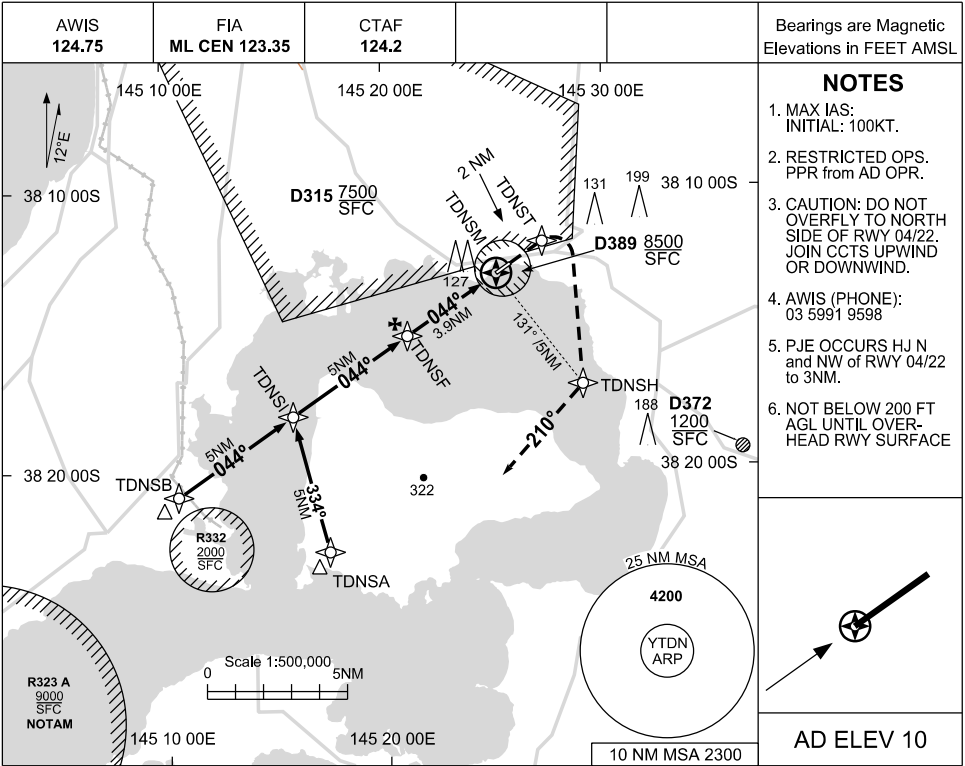 AWIS
124.75
FIA
ML CEN 123.35
CTAF
124.2
Bearings are Magnetic
Elevations in FEET AMSL
145 10 00E
145 20 00E
145 30 00E
12°E
38 10 00S
38 10 00S
D315 7500
SFC
2 NM
TDNSM
TDNST
131
199
D389 8500
SFC
127
044°
3.9NM
131° /5NM
TDNSF
5NM
044°
TDNSI
TDNSH
188
D372
1200
SFC
210°
5NM
044°
38 20 00S
38 20 00S
TDNSB
334°
5NM
322
R332
2000
SFC
TDNSA
25 NM MSA
4200
YTDN
ARP
Scale 1:500,000
0
5NM
R323 A
9000
SFC
NOTAM
145 10 00E
145 20 00E
10 NM MSA 2300
NOTES
1. MAX IAS:
INITIAL: 100KT.
2. RESTRICTED OPS.
PPR from AD OPR.
3. CAUTION: DO NOT
OVERFLY TO NORTH
SIDE OF RWY 04/22.
JOIN CCTS UPWIND
OR DOWNWIND.
4. AWIS (PHONE):
03 5991 9598
5. PJE OCCURS HJ N
and NW of RWY 04/22
to 3NM.
6. NOT BELOW 200 FT
AGL UNTIL OVER-
HEAD RWY SURFACE
AD ELEV 10